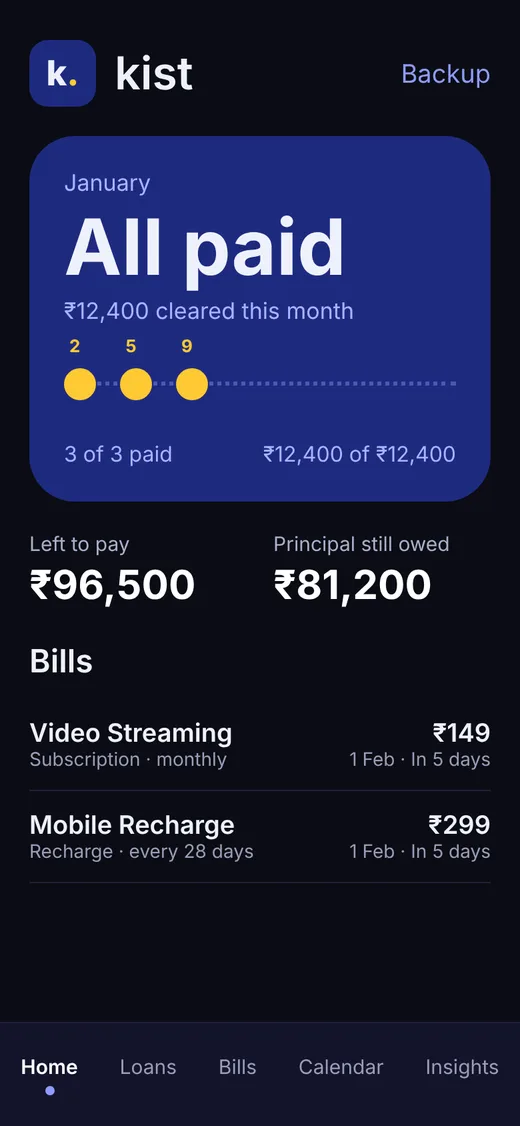 k. kist Backup
January
All paid
₹12,400 cleared this month
2 5 9
3 of 3 paid ₹12,400 of ₹12,400
Left to pay Principal still owed
₹96,500 ₹81,200
Bills
Video Streaming ₹149
Subscription · monthly 1 Feb · In 5 days
Mobile Recharge ₹299
Recharge · every 28 days 1 Feb · In 5 days
Home Loans Bills Calendar Insights